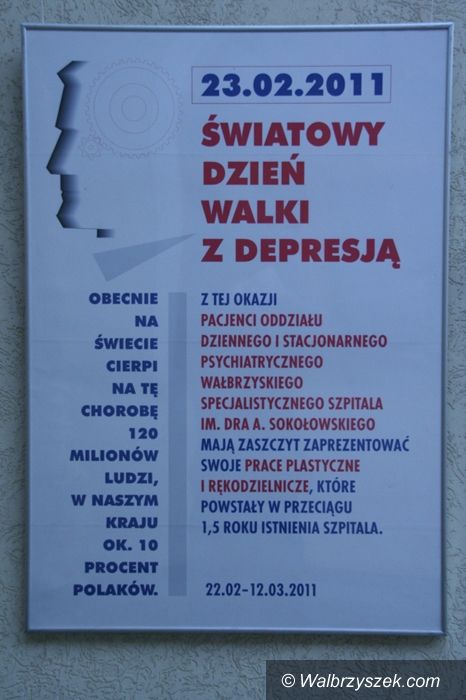 23.02.2011
ŚWIATOWY
DZIEŃ
WALKI
Z DEPRESJĄ
OBECNIE
NA
ŚWIECIE
CIERPI
NA TĘ
CHOROBĘ
120
MILIONÓW
LUDZI,
W NASZYM
KRAJU
OK. 10
PROCENT
POLAKÓW.
Z TEJ OKAZJI
PACJENCI ODDZIAŁU
DZIENNEGO I STACJONARNEGO
PSYCHIATRYCZNEGO
WAŁBRZYSKIEGO
SPECJALISTYCZNEGO SZPITALA
IM. DRA A. SOKOŁOWSKIEGO
MAJĄ ZASZCZYT ZAPREZENTOWAĆ
SWOJE PRACE PLASTYCZNE
I RĘKODZIELNICZE, KTÓRE
POWSTAŁY W PRZECIĄGU
1,5 ROKU ISTNIENIA SZPITALA.
22.02–12.03.2011
© Walbrzyszek.com